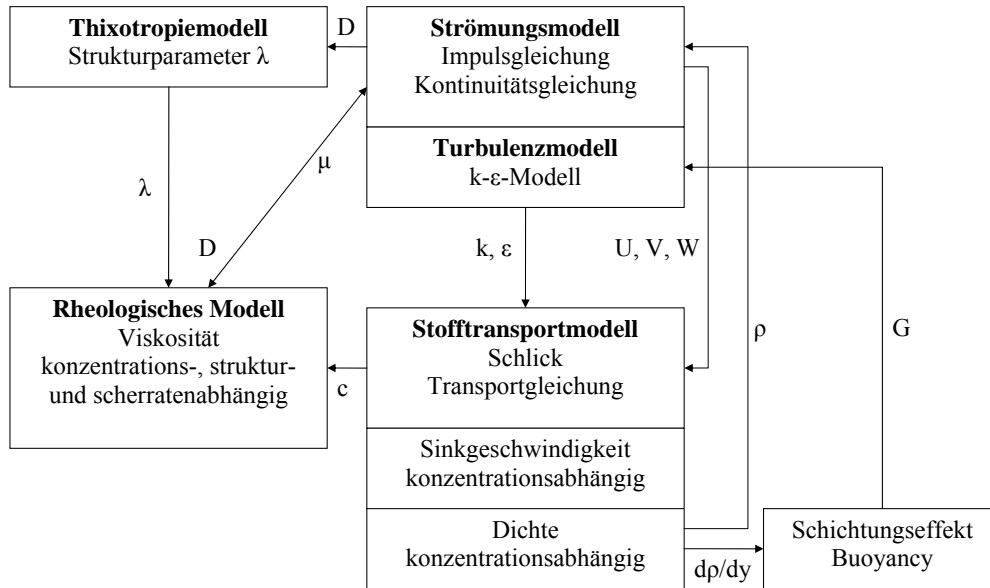 Thixotropiemodell
Strukturparameter λ
D
Strömungsmodell
Impulsgleichung
Kontinuitätsgleichung
Turbulenzmodell
k-ε-Modell
μ
λ
D
k, ε
U, V, W
ρ
G
Rheologisches Modell
Viskosität
konzentrations-, struktur-
und scherratenabhängig
c
Stofftransportmodell
Schlick
Transportgleichung
Sinkgeschwindigkeit
konzentrationsabhängig
Dichte
konzentrationsabhängig
dρ/dy
Schichtungseffekt
Buoyancy